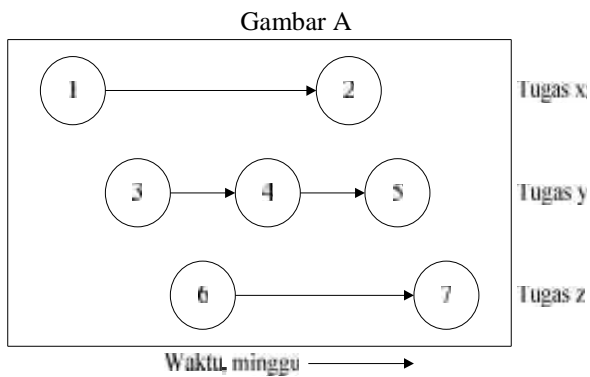 Gambar A
1 2 Tugas x
3 4 5 Tugas y
6 7 Tugas z
Waktu, minggu